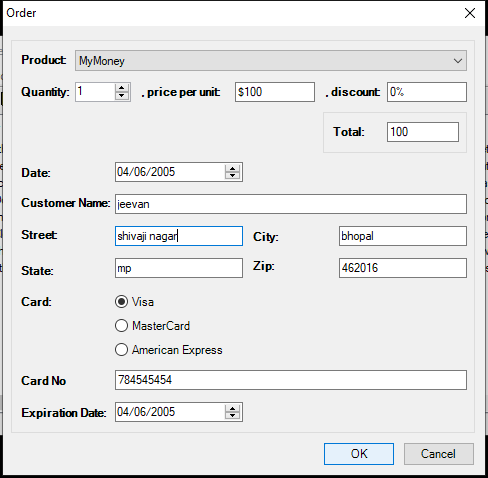 Order
Product: MyMoney
Quantity: 1 , price per unit: $100 , discount: 0%
Total: 100
Date: 04/06/2005
Customer Name: jeevan
Street: shivaji nagar City: bhopal
State: mp Zip: 462016
Card: Visa
MasterCard
American Express
Card No 784545454
Expiration Date: 04/06/2005
OK Cancel